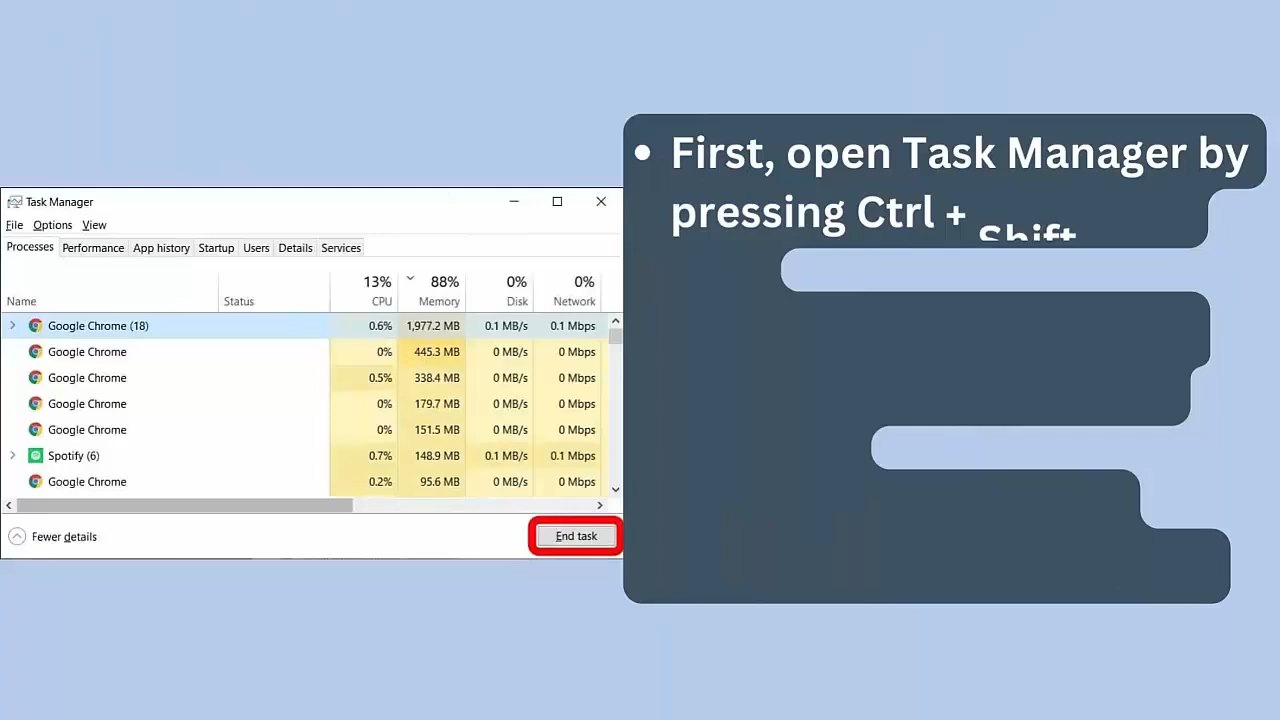 Task Manager
File Options View
Processes Performance App history Startup Users Details Services
13% 88% 0% 0%
Name Status CPU Memory Disk Network
Google Chrome (18) 0.6% 1,977.2 MB 0.1 MB/s 0.1 Mbps
Google Chrome 0% 445.3 MB 0 MB/s 0 Mbps
Google Chrome 0.5% 338.4 MB 0 MB/s 0 Mbps
Google Chrome 0% 179.7 MB 0 MB/s 0 Mbps
Google Chrome 0% 151.5 MB 0 MB/s 0 Mbps
Spotify (6) 0.7% 148.9 MB 0.1 MB/s 0.1 Mbps
Google Chrome 0.2% 95.6 MB 0 MB/s 0 Mbps
Fewer details
End task
• First, open Task Manager by
pressing Ctrl + Shift